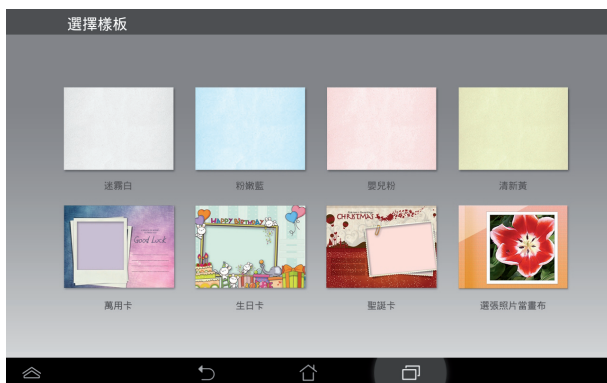 選擇樣板
迷霧白
粉嫩藍
嬰兒粉
清新黃
Good Luck
HAPPY BIRTHDAY
CHRISTMAS
萬用卡
生日卡
聖誕卡
選張照片當畫布